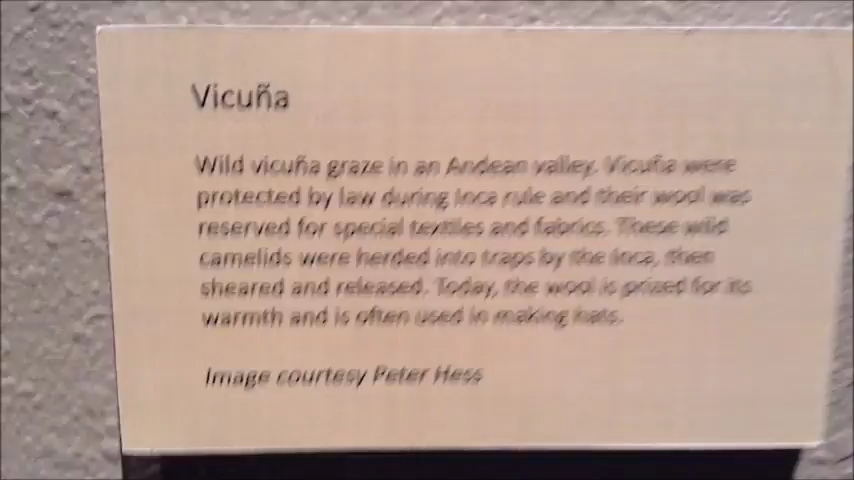 Vicuña
Wild vicuña graze in an Andean valley. Vicuña were
protected by law during Inca rule and their wool was
reserved for special textiles and fabrics. These wild
camelids were herded into traps by the Inca, then
sheared and released. Today, the wool is prized for its
warmth and is often used in making hats.
Image courtesy Peter Hess